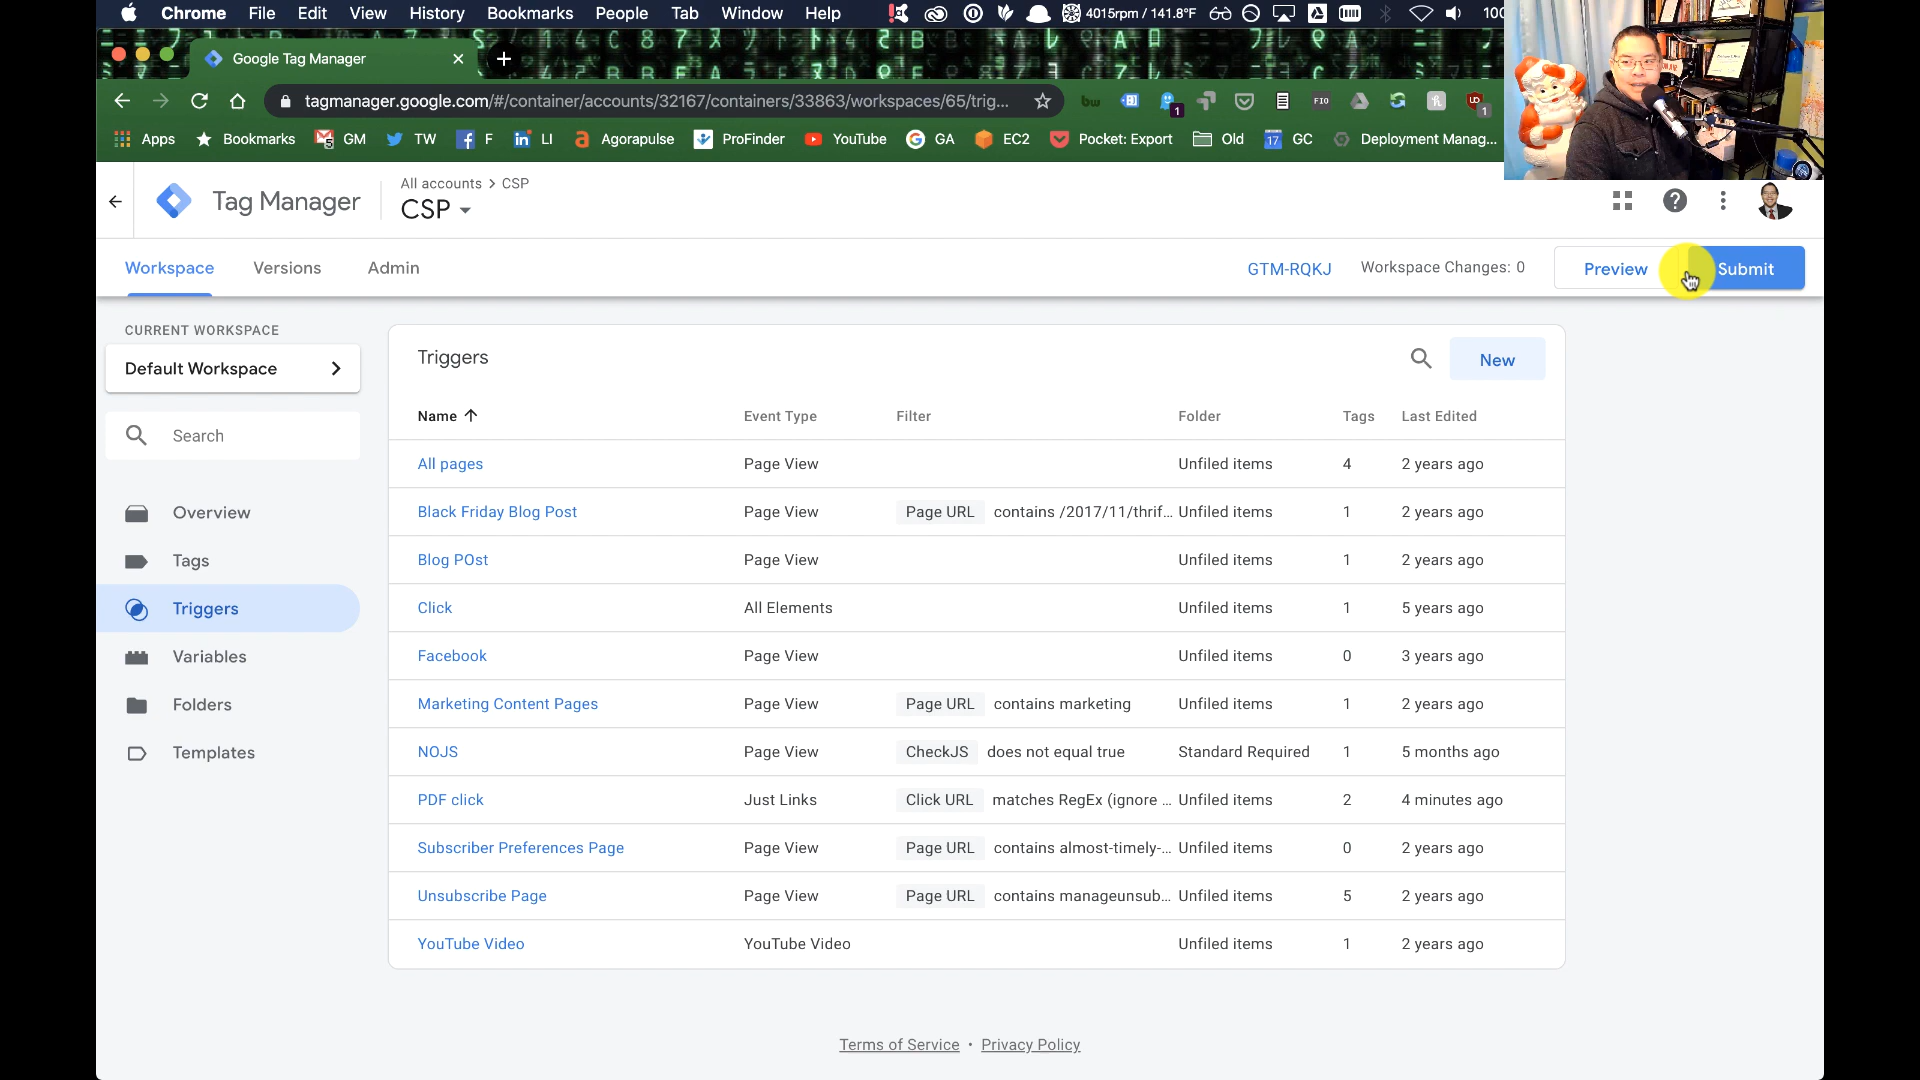 Chrome File Edit View History Bookmarks People Tab Window Help 4015rpm / 141.8°F 100
Google Tag Manager
tagmanager.google.com/#/container/accounts/32167/containers/33863/workspaces/65/trig...
FIO 1 1
Apps Bookmarks GM TW F LI Agorapulse ProFinder YouTube GA EC2 Pocket: Export Old GC Deployment Manag...
Tag Manager
All accounts > CSP
CSP
Workspace Versions Admin GTM-RQKJ Workspace Changes: 0 Preview Submit
CURRENT WORKSPACE
Default Workspace
Search
Overview
Tags
Triggers
Variables
Folders
Templates
Triggers New
Name Event Type Filter Folder Tags Last Edited
All pages Page View Unfiled items 4 2 years ago
Black Friday Blog Post Page View Page URL contains /2017/11/thrif... Unfiled items 1 2 years ago
Blog POst Page View Unfiled items 1 2 years ago
Click All Elements Unfiled items 1 5 years ago
Facebook Page View Unfiled items 0 3 years ago
Marketing Content Pages Page View Page URL contains marketing Unfiled items 1 2 years ago
NOJS Page View CheckJS does not equal true Standard Required 1 5 months ago
PDF click Just Links Click URL matches RegEx (ignore ... Unfiled items 2 4 minutes ago
Subscriber Preferences Page Page View Page URL contains almost-timely-... Unfiled items 0 2 years ago
Unsubscribe Page Page View Page URL contains manageunsub... Unfiled items 5 2 years ago
YouTube Video YouTube Video Unfiled items 1 2 years ago
Terms of Service • Privacy Policy